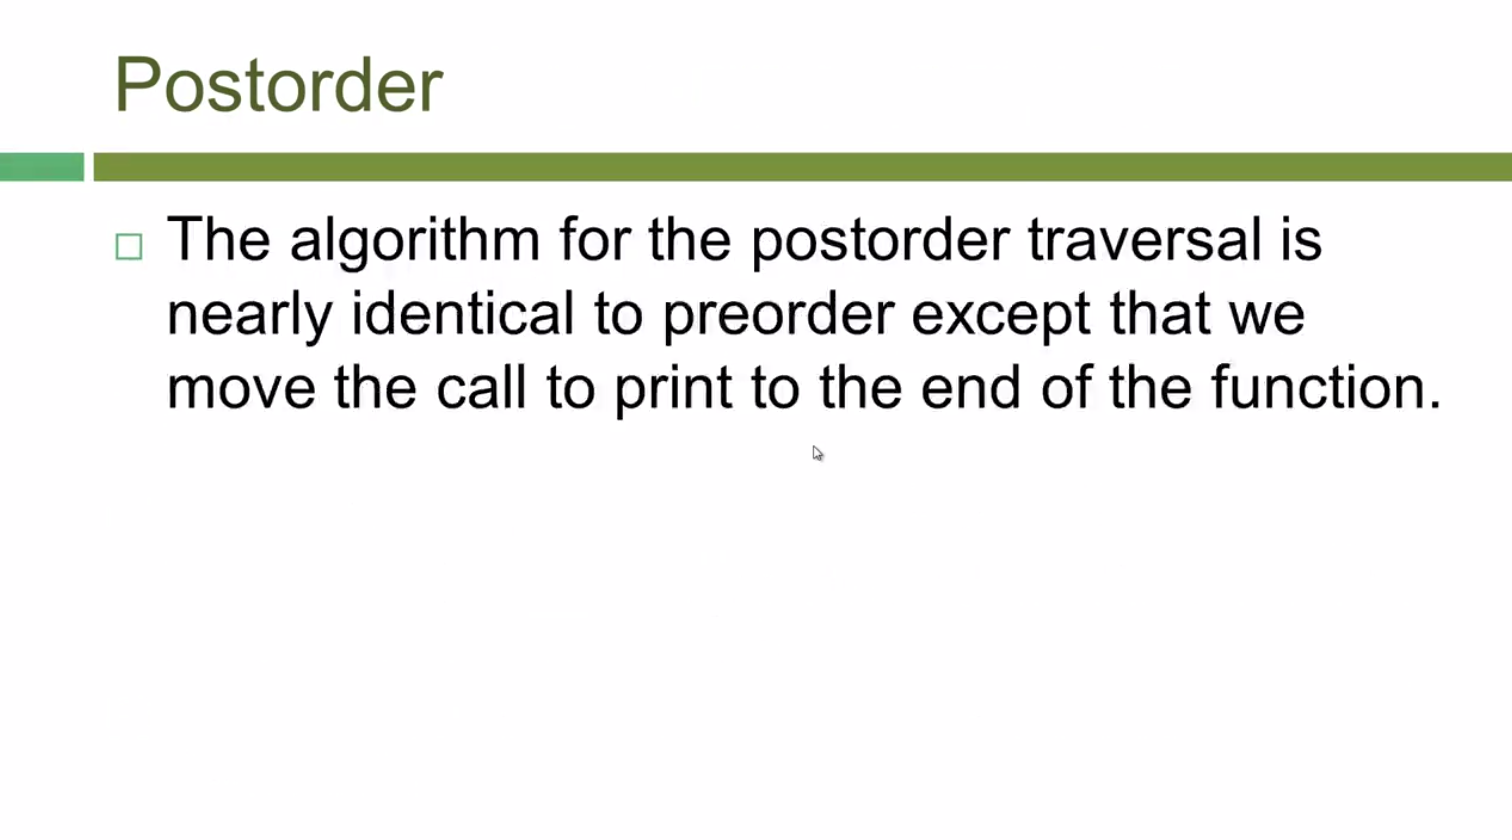 Postorder
The algorithm for the postorder traversal is
nearly identical to preorder except that we
move the call to print to the end of the function.